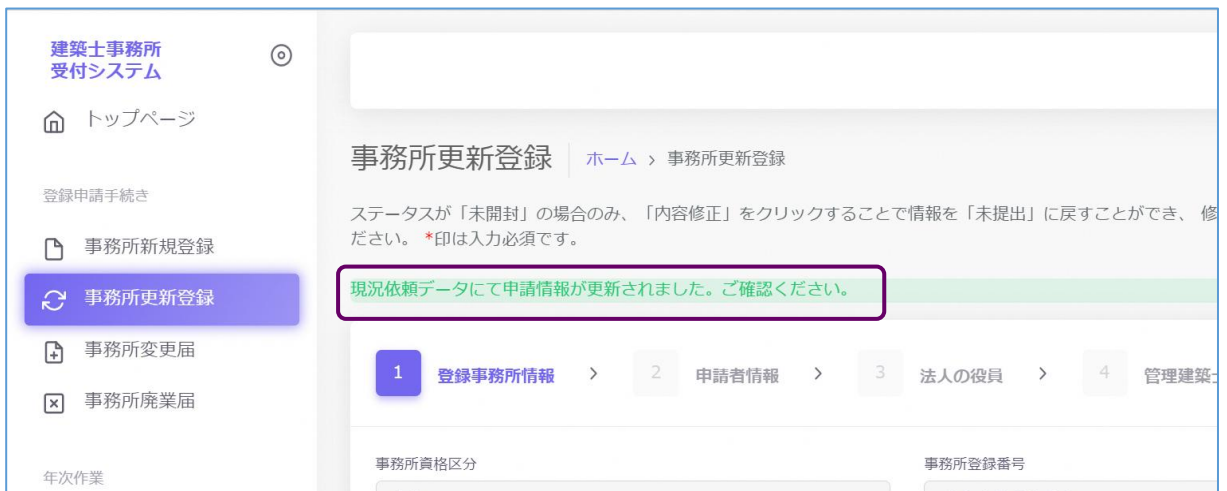 建築士事務所
受付システム
トップページ
登録申請手続き
事務所新規登録
事務所更新登録
事務所変更届
事務所廃業届
年次作業
事務所更新登録 ホーム > 事務所更新登録
ステータスが「未開封」の場合のみ、「内容修正」をクリックすることで情報を「未提出」に戻すことができ、 修
ださい。 *印は入力必須です。
現況依頼データにて申請情報が更新されました。ご確認ください。
1 登録事務所情報 > 2 申請者情報 > 3 法人の役員 > 4 管理建築士
事務所資格区分 事務所登録番号